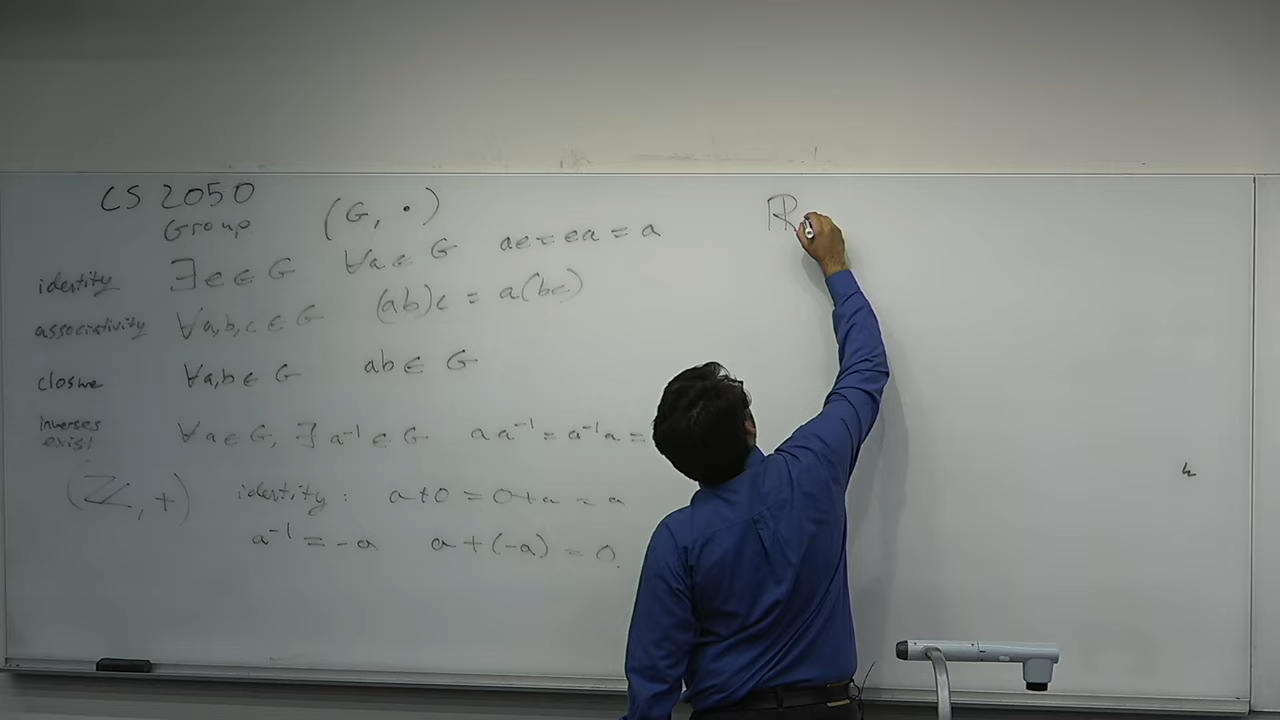 CS 2050
Group (G, •)
identity ∃e∈G ∀a∈G ae=ea=a
associativity ∀a,b,c∈G (ab)c = a(bc)
closure ∀a,b∈G ab∈G
inverses exist ∀a∈G, ∃a⁻¹∈G aa⁻¹=a⁻¹a=
(ℤ, +) identity: a+0=0+a=a
a⁻¹=-a a+(-a)=0.
ℝ